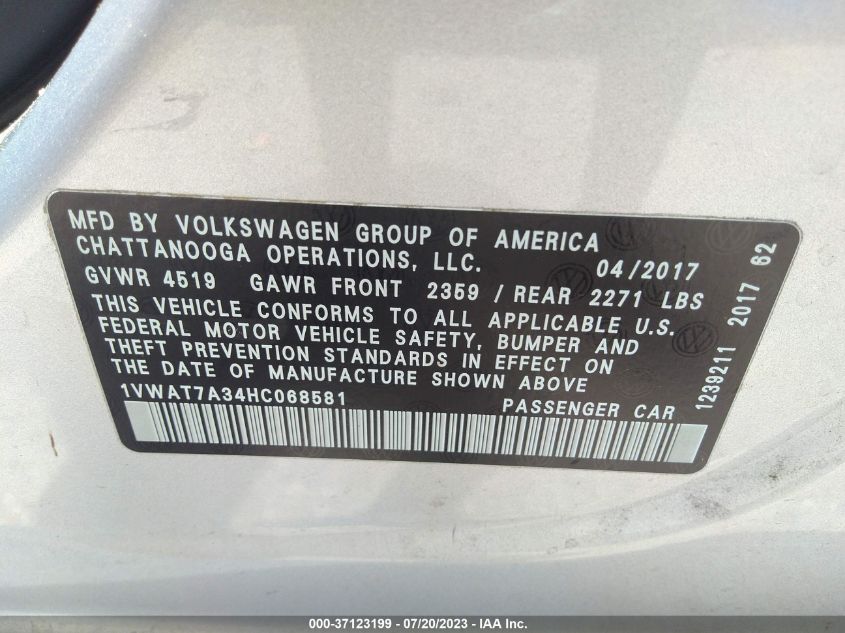 MFD BY VOLKSWAGEN GROUP OF AMERICA
CHATTANOOGA OPERATIONS, LLC. 04/2017
GVWR 4519 GAWR FRONT 2359 / REAR 2271 LBS
THIS VEHICLE CONFORMS TO ALL APPLICABLE U.S.
FEDERAL MOTOR VEHICLE SAFETY, BUMPER AND
THEFT PREVENTION STANDARDS IN EFFECT ON
THE DATE OF MANUFACTURE SHOWN ABOVE
1VWAT7A34HC068581 PASSENGER CAR
1239211 2017 62
000-37123199 / 07/20/2023 - © IAA Inc.